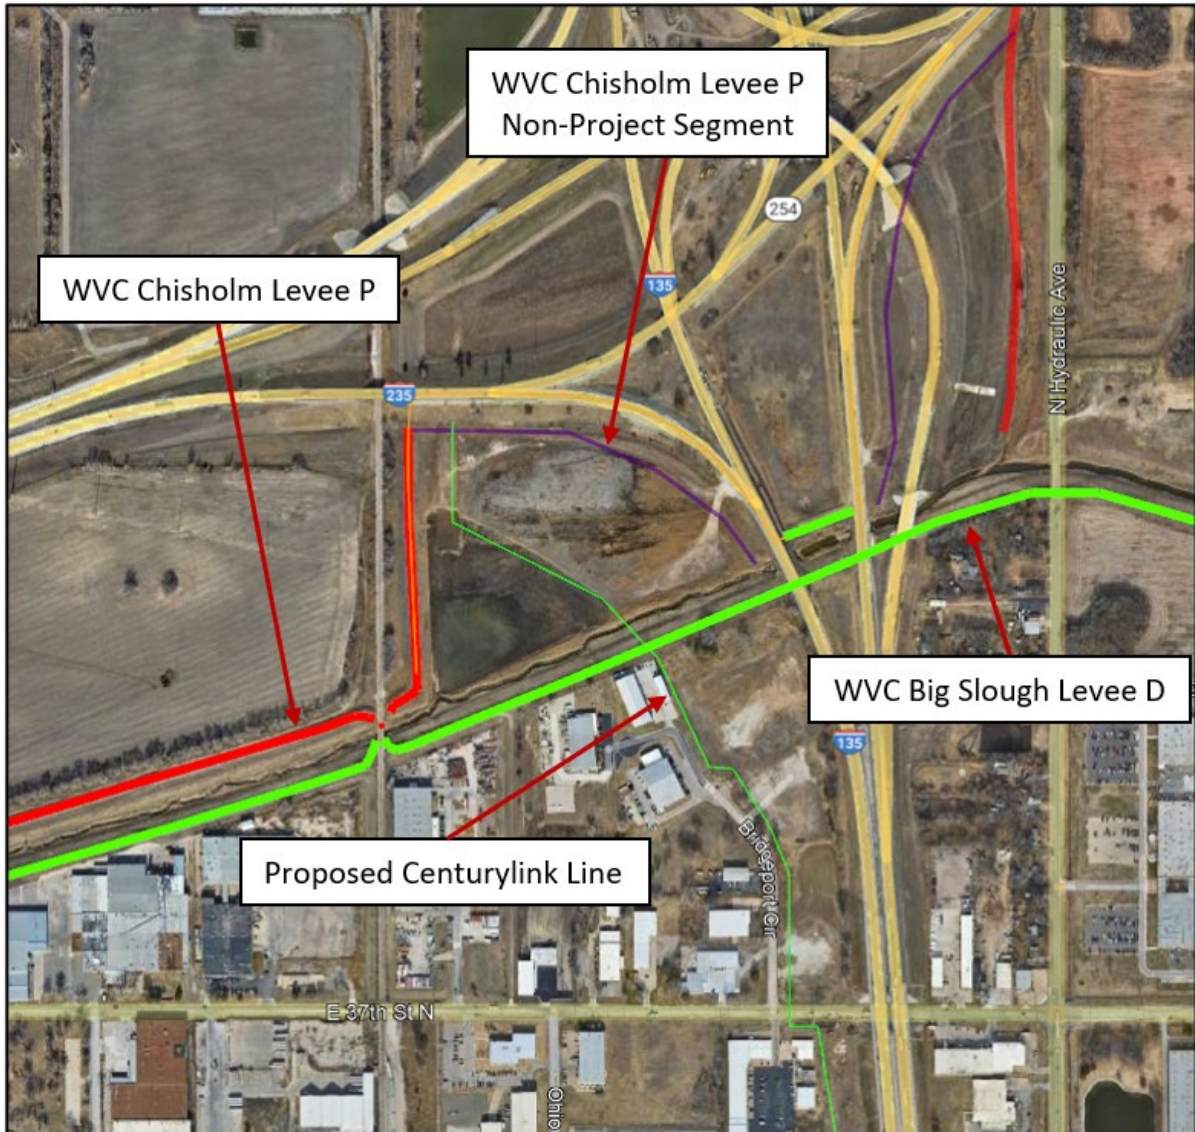 WVC Chisholm Levee P
Non-Project Segment
254
WVC Chisholm Levee P
135
N Hydraulic Ave
235
WVC Big Slough Levee D
135
Proposed Centurylink Line
Bridgeport Cir
E 37th St N
Ohio